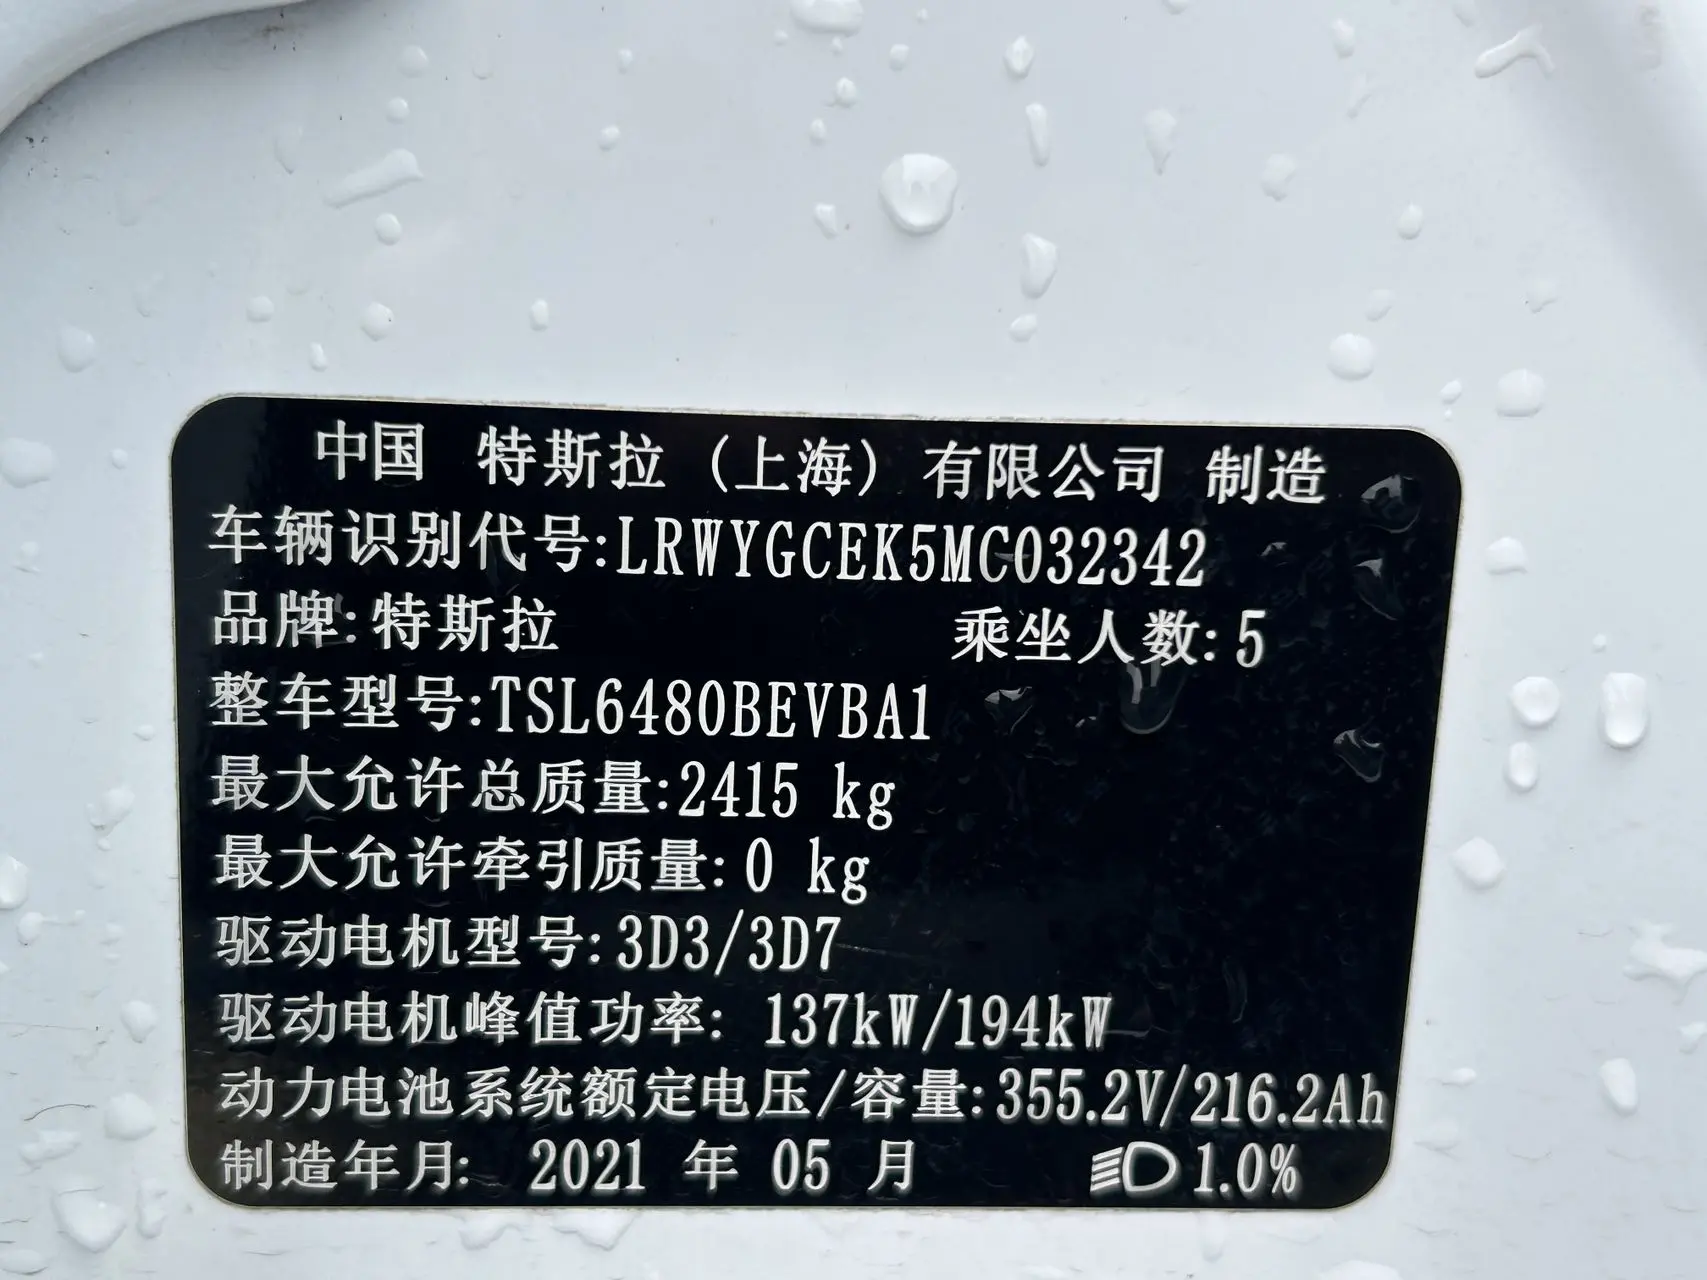 中国 特斯拉(上海)有限公司 制造
车辆识别代号:LRWYGCEK5MC032342
品牌:特斯拉 乘坐人数:5
整车型号:TSL6480BEVBA1
最大允许总质量:2415 kg
最大允许牵引质量:0 kg
驱动电机型号:3D3/3D7
驱动电机峰值功率: 137kW/194kW
动力电池系统额定电压/容量:355.2V/216.2Ah
制造年月: 2021 年 05 月 1.0%